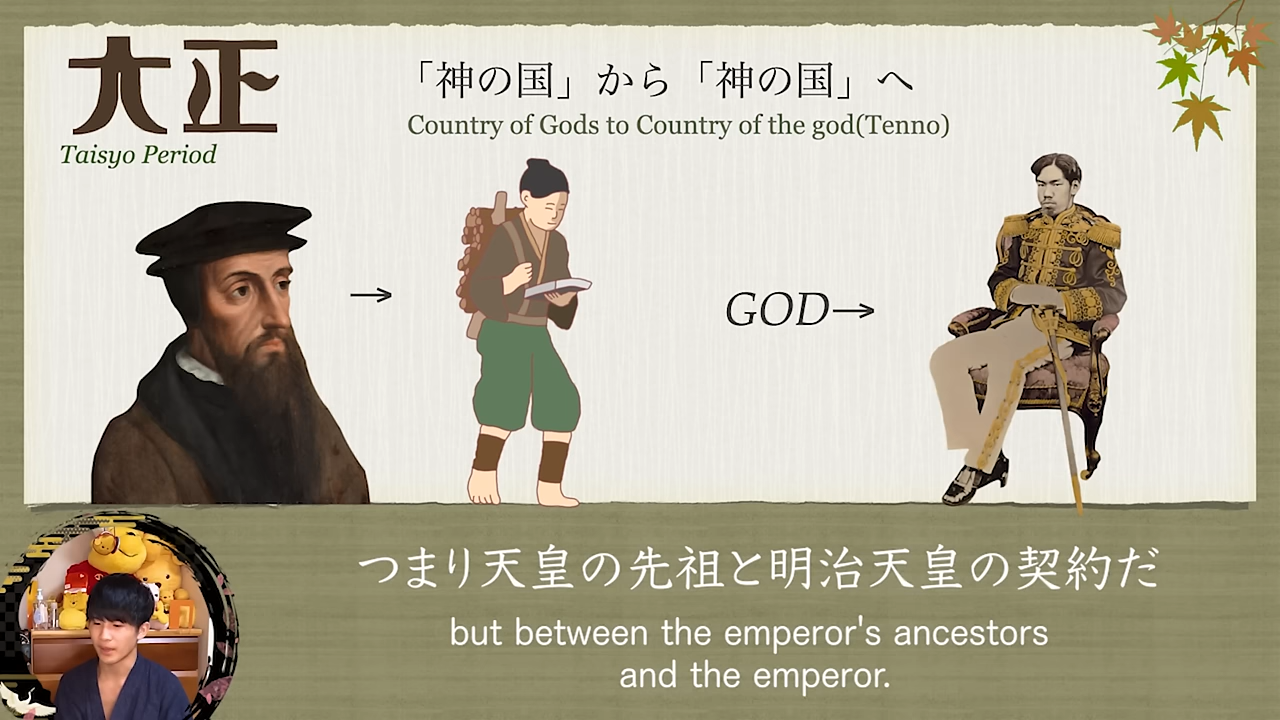 大正
Taisyo Period
「神の国」から「神の国」へ
Country of Gods to Country of the god(Tenno)
→
GOD→
つまり天皇の先祖と明治天皇の契約だ
but between the emperor's ancestors
and the emperor.